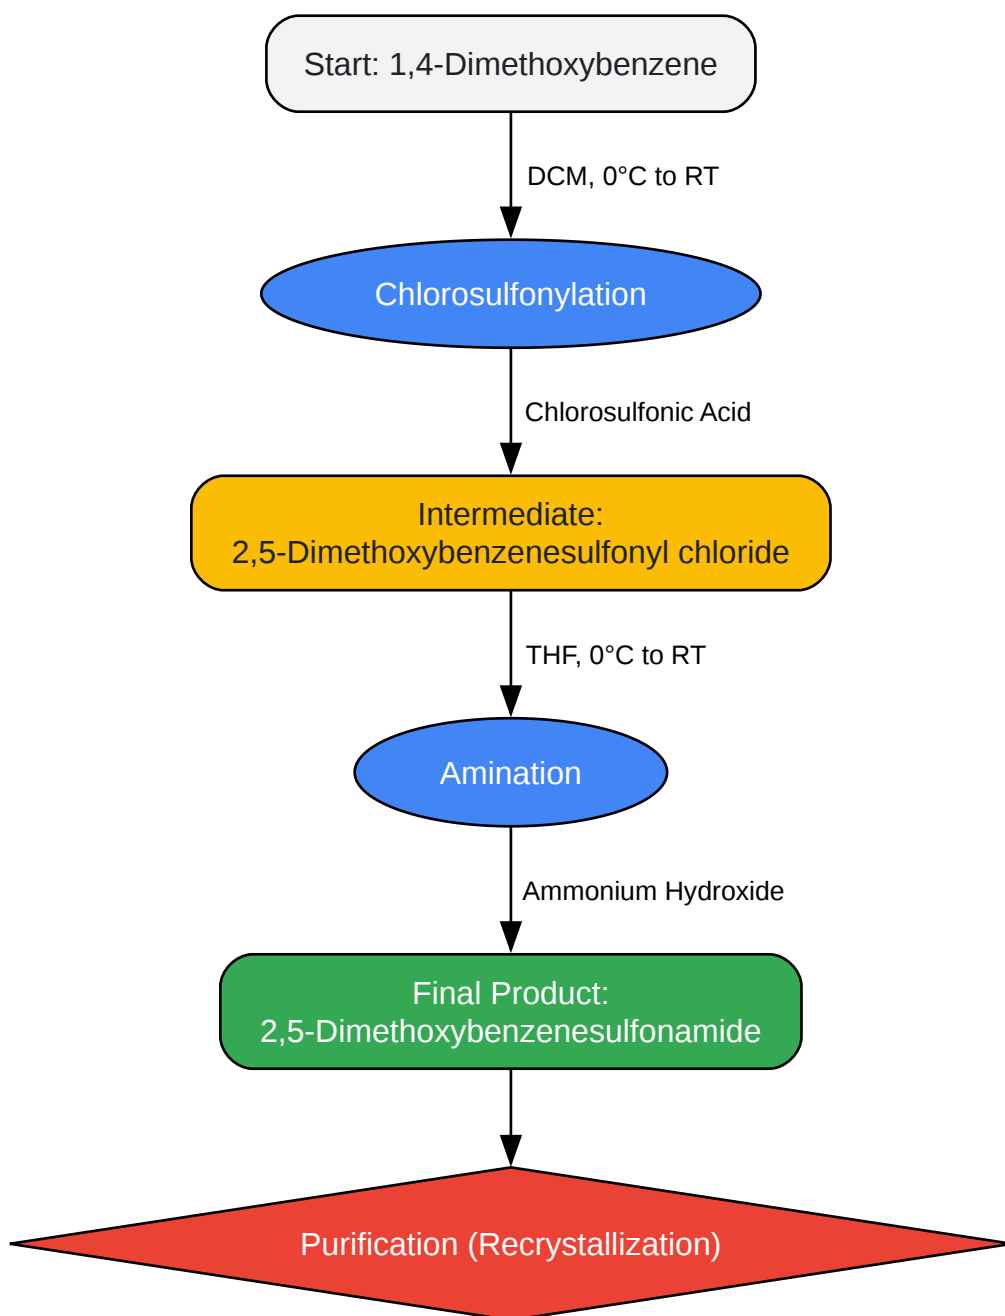 Start: 1,4-Dimethoxybenzene
DCM, 0°C to RT
Chlorosulfonylation
Chlorosulfonic Acid
Intermediate:
2,5-Dimethoxybenzenesulfonyl chloride
THF, 0°C to RT
Amination
Ammonium Hydroxide
Final Product:
2,5-Dimethoxybenzenesulfonamide
Purification (Recrystallization)